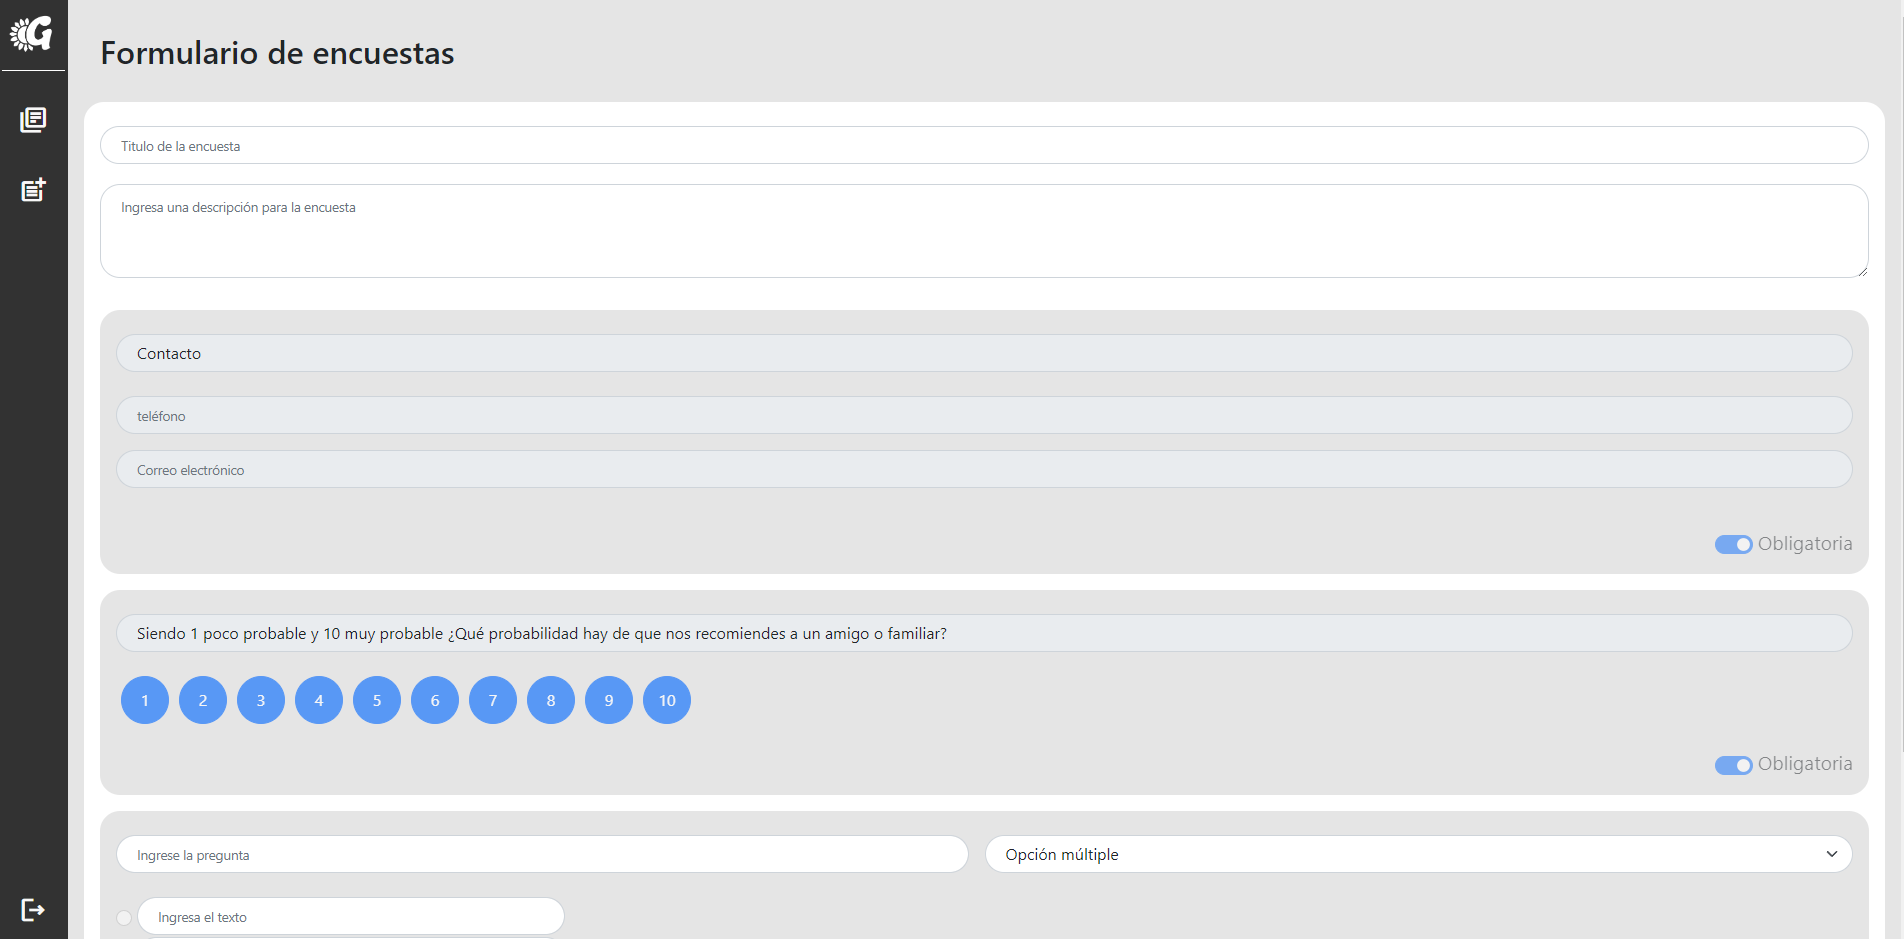 G
Formulario de encuestas
Titulo de la encuesta
Ingresa una descripción para la encuesta
Contacto
teléfono
Correo electrónico
Obligatoria
Siendo 1 poco probable y 10 muy probable ¿Qué probabilidad hay de que nos recomiendes a un amigo o familiar?
1 2 3 4 5 6 7 8 9 10
Obligatoria
Ingrese la pregunta
Opción múltiple
Ingresa el texto